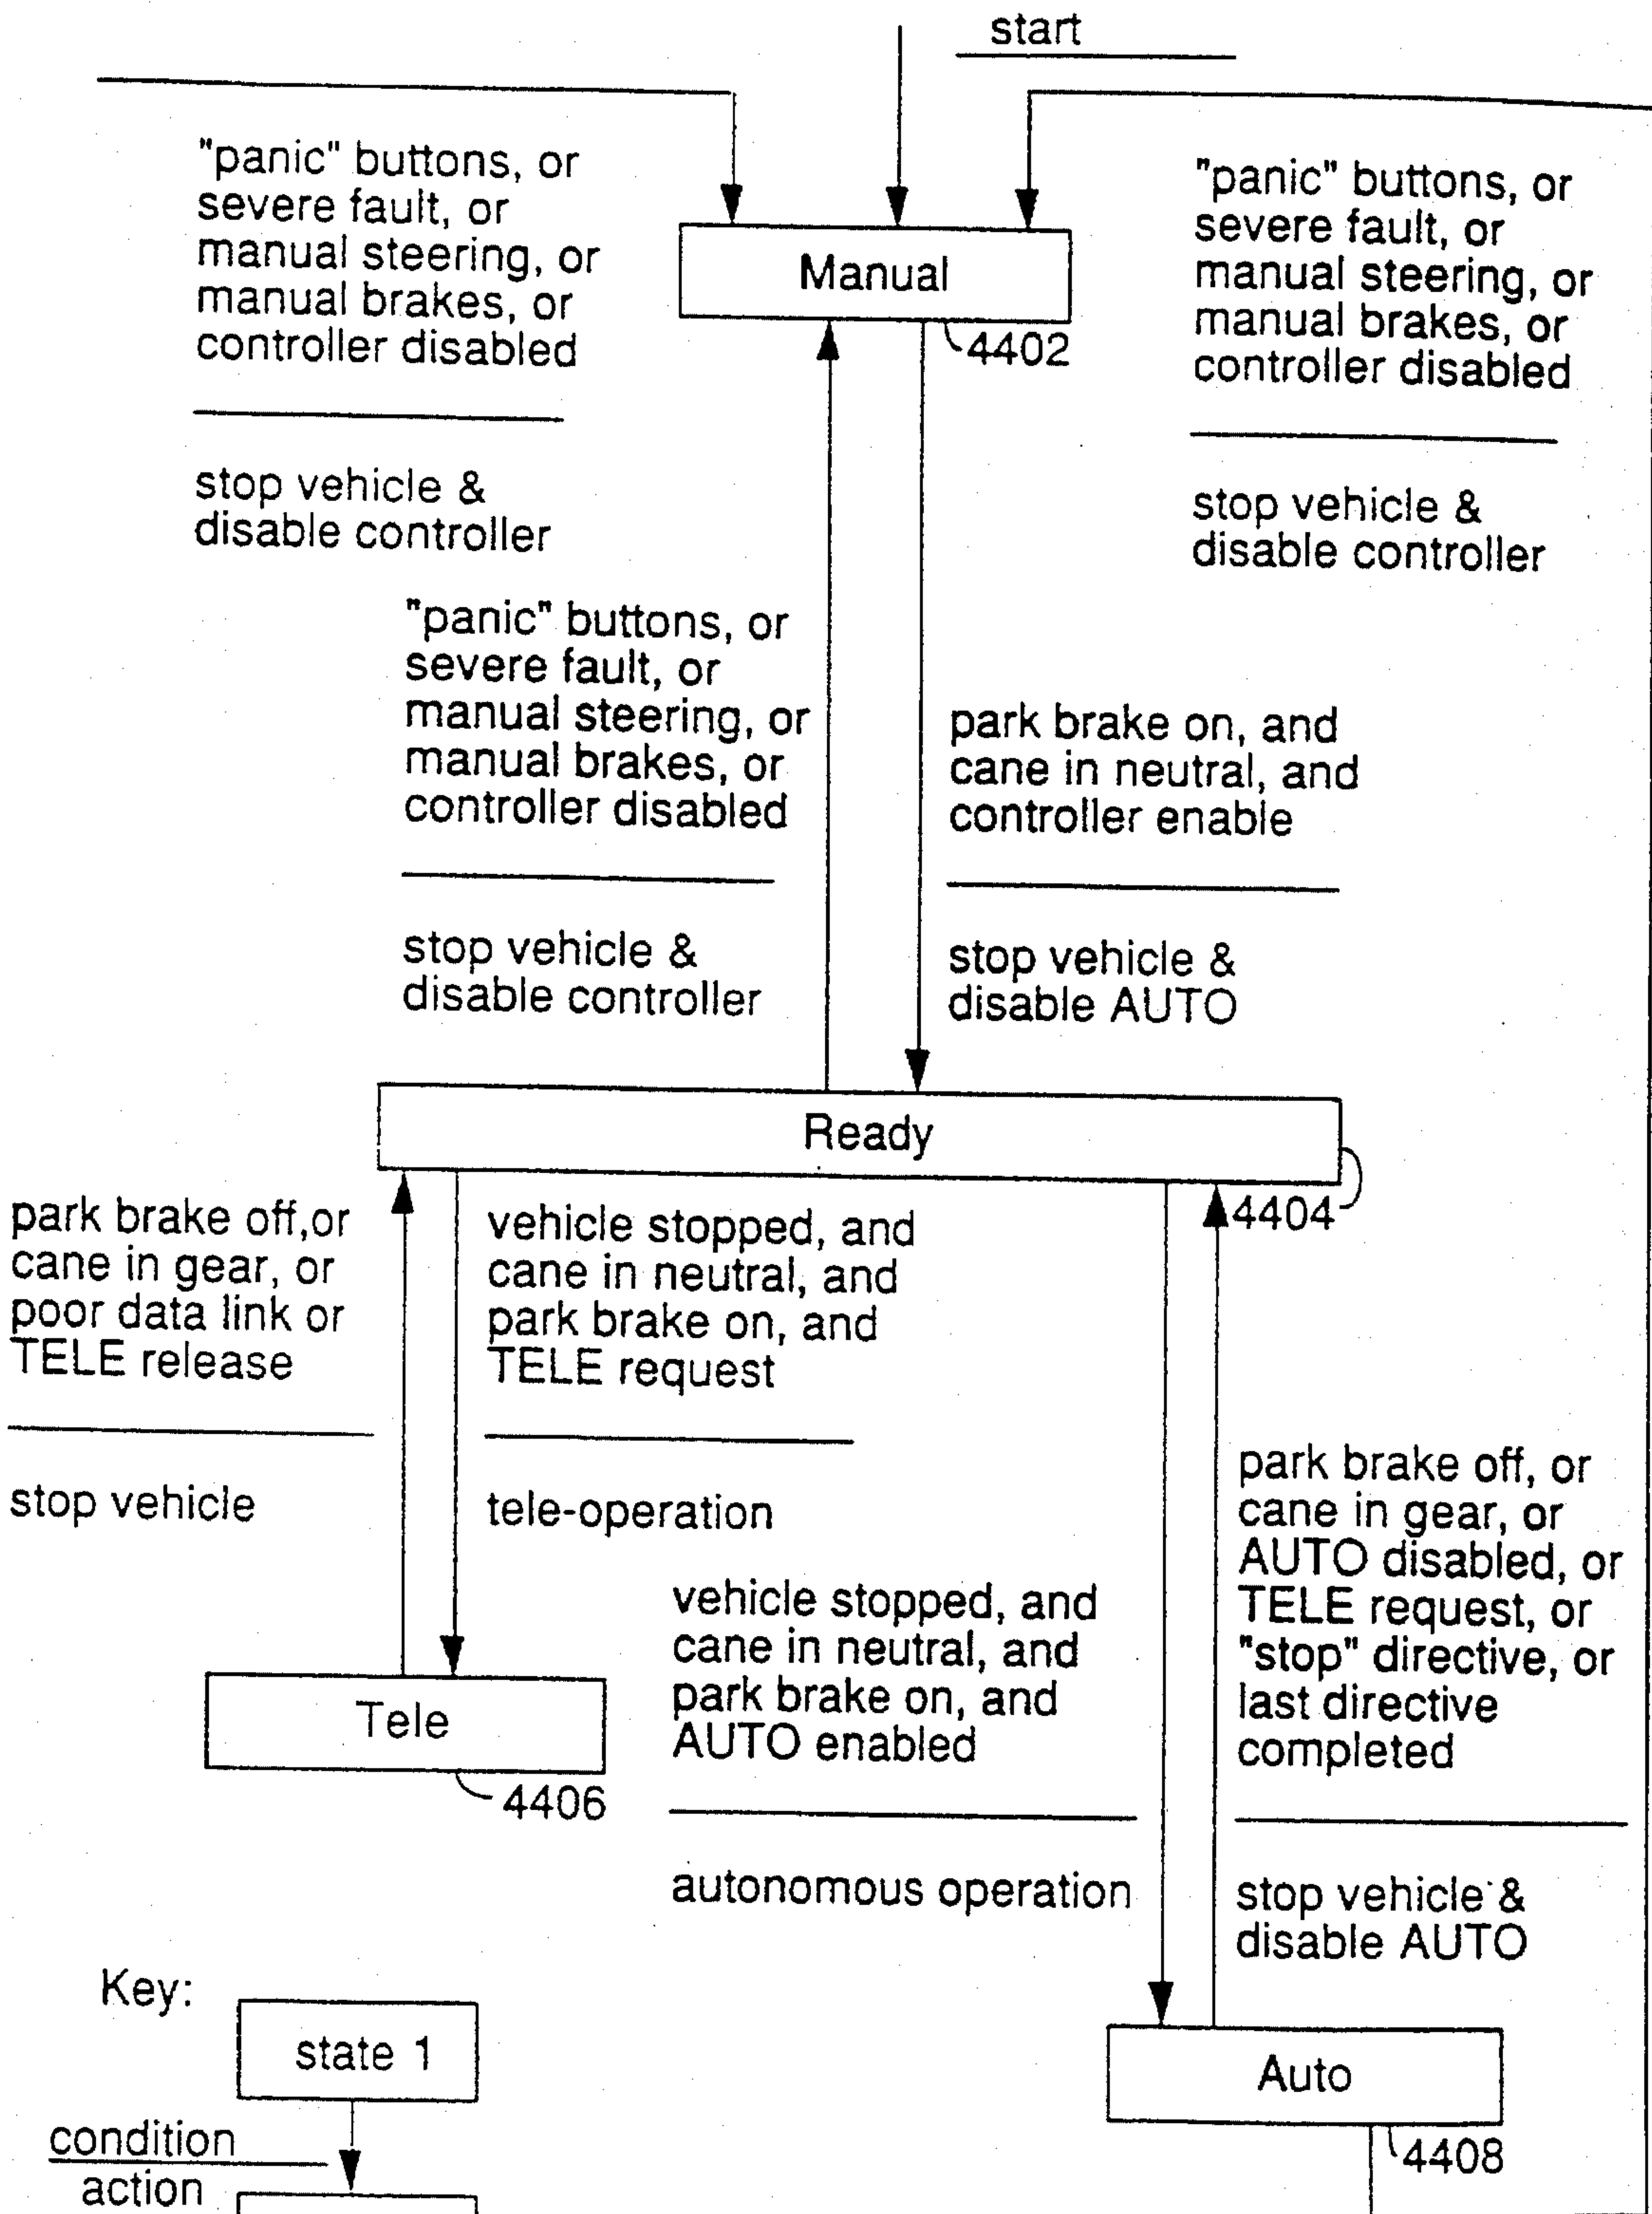 start
"panic" buttons, or
severe fault, or
manual steering, or
manual brakes, or
controller disabled
stop vehicle &
disable controller
Manual
4402
"panic" buttons, or
severe fault, or
manual steering, or
manual brakes, or
controller disabled
stop vehicle &
disable controller
"panic" buttons, or
severe fault, or
manual steering, or
manual brakes, or
controller disabled
stop vehicle &
disable controller
park brake on, and
cane in neutral, and
controller enable
stop vehicle &
disable AUTO
Ready
4404
park brake off,or
cane in gear, or
poor data link or
TELE release
stop vehicle
vehicle stopped, and
cane in neutral, and
park brake on, and
TELE request
tele-operation
Tele
4406
vehicle stopped, and
cane in neutral, and
park brake on, and
AUTO enabled
autonomous operation
park brake off, or
cane in gear, or
AUTO disabled, or
TELE request, or
"stop" directive, or
last directive
completed
stop vehicle &
disable AUTO
Auto
4408
Key:
state 1
condition
action